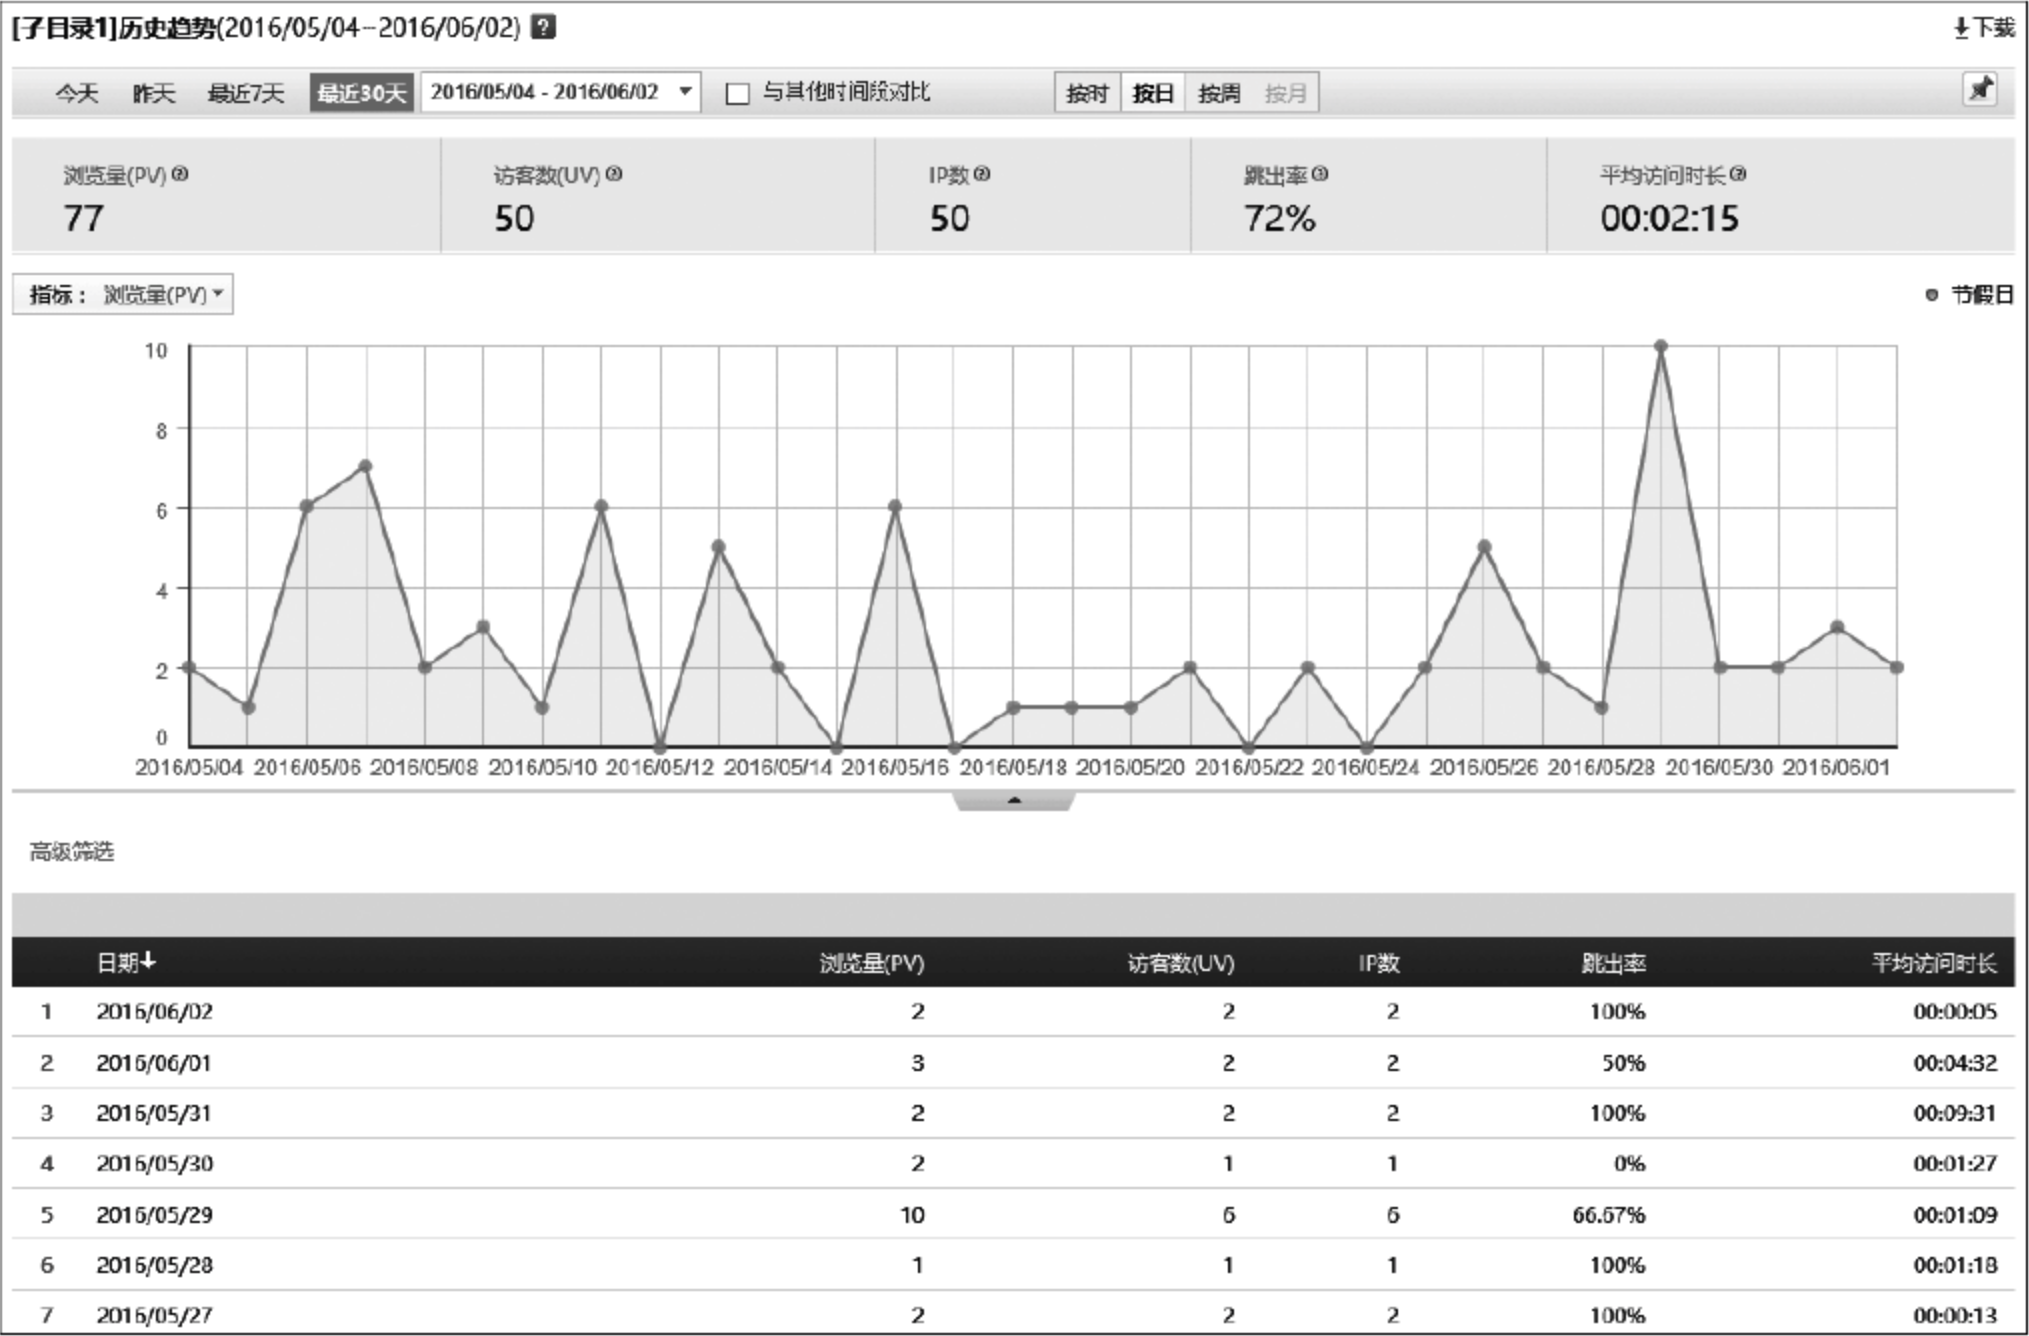 [子目录1]历史趋势(2016/05/04--2016/06/02) ? 下载
今天 昨天 最近7天 最近30天 2016/05/04 - 2016/06/02 与其他时间段对比 按时 按日 按周 按月
浏览量(PV) 访客数(UV) IP数 跳出率 平均访问时长
77 50 50 72% 00:02:15
指标： 浏览量(PV) 节假日
10
8
6
4
2
0
2016/05/04 2016/05/06 2016/05/08 2016/05/10 2016/05/12 2016/05/14 2016/05/16 2016/05/18 2016/05/20 2016/05/22 2016/05/24 2016/05/26 2016/05/28 2016/05/30 2016/06/01
高级筛选
日期 浏览量(PV) 访客数(UV) IP数 跳出率 平均访问时长
1 2016/06/02 2 2 2 100% 00:00:05
2 2016/06/01 3 2 2 50% 00:04:32
3 2016/05/31 2 2 2 100% 00:09:31
4 2016/05/30 2 1 1 0% 00:01:27
5 2016/05/29 10 6 6 66.67% 00:01:09
6 2016/05/28 1 1 1 100% 00:01:18
7 2016/05/27 2 2 2 100% 00:00:13